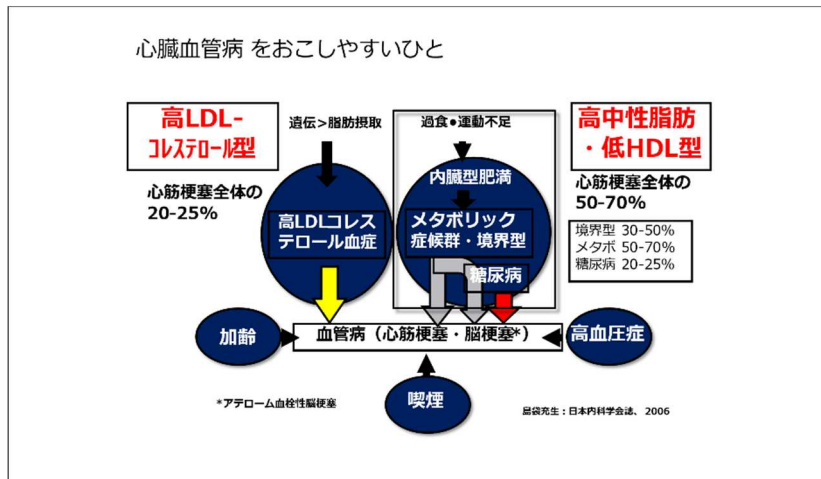 心臓血管病 をおこしやすいひと
高LDL-
ｺﾚｽﾃﾛｰﾙ型
心筋梗塞全体の
20-25%
遺伝>脂肪摂取
高LDLコレス
テロール血症
過食●運動不足
内臓型肥満
メタボリック
症候群・境界型
糖尿病
高中性脂肪
・低HDL型
心筋梗塞全体の
50-70%
境界型 30-50%
メタボ 50-70%
糖尿病 20-25%
加齢
血管病（心筋梗塞・脳梗塞*）
高血圧症
喫煙
*アテローム血栓性脳梗塞
島袋充生：日本内科学会誌、 2006